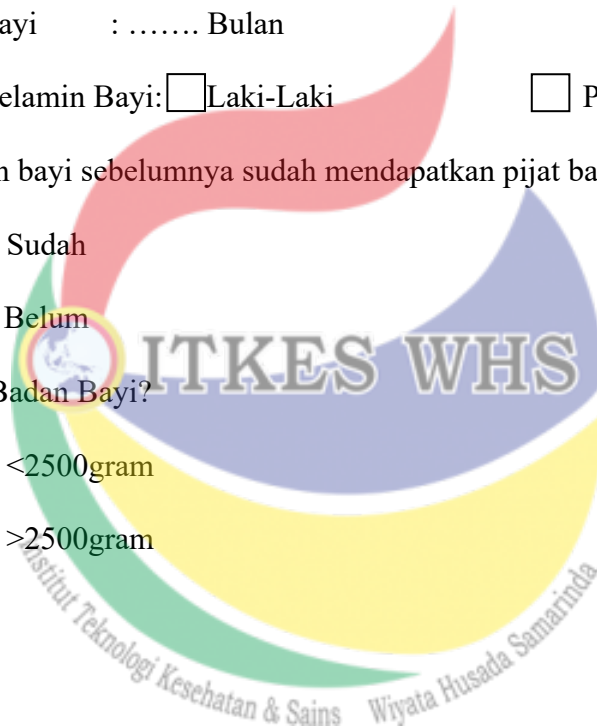 ayi : ……. Bulan
elamin Bayi: Laki-Laki P
n bayi sebelumnya sudah mendapatkan pijat ba
Sudah
Belum
ITKES WHS
Badan Bayi?
<2500gram
>2500gram
Institut Teknologi Kesehatan & Sains Wiyata Husada Samarinda